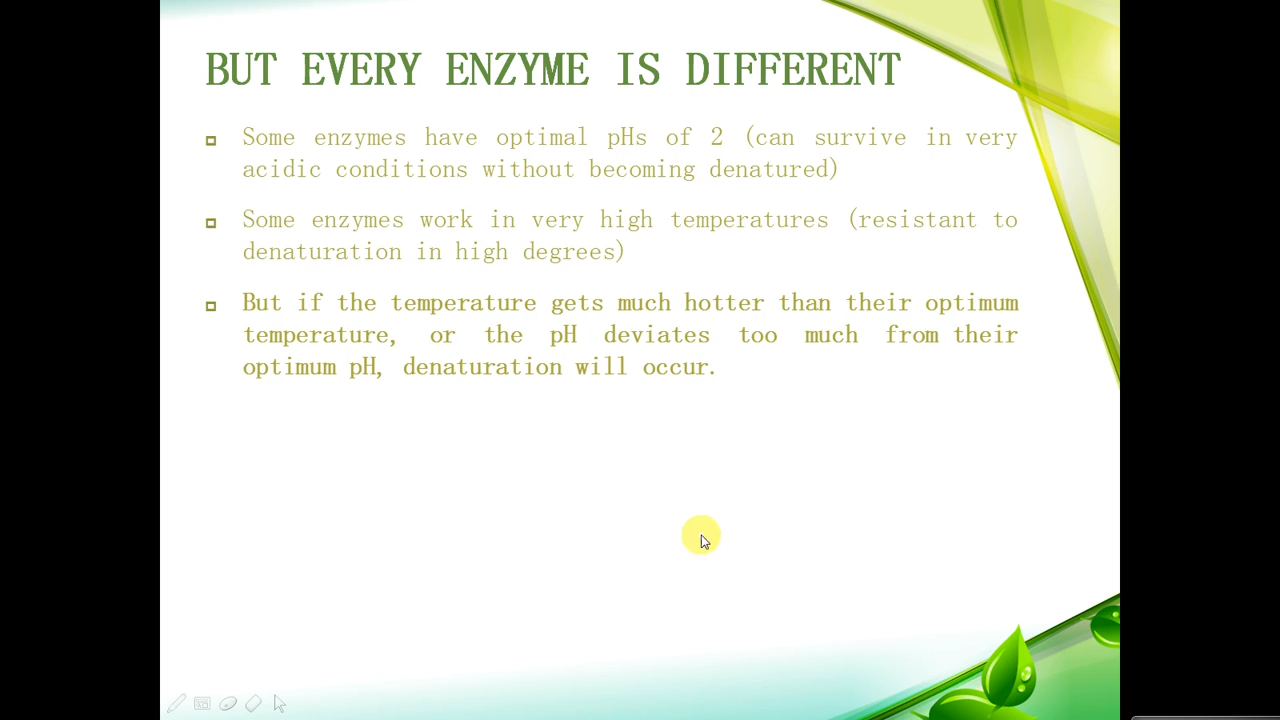 BUT EVERY ENZYME IS DIFFERENT
Some enzymes have optimal pHs of 2 (can survive in very
acidic conditions without becoming denatured)
Some enzymes work in very high temperatures (resistant to
denaturation in high degrees)
But if the temperature gets much hotter than their optimum
temperature, or the pH deviates too much from their
optimum pH, denaturation will occur.